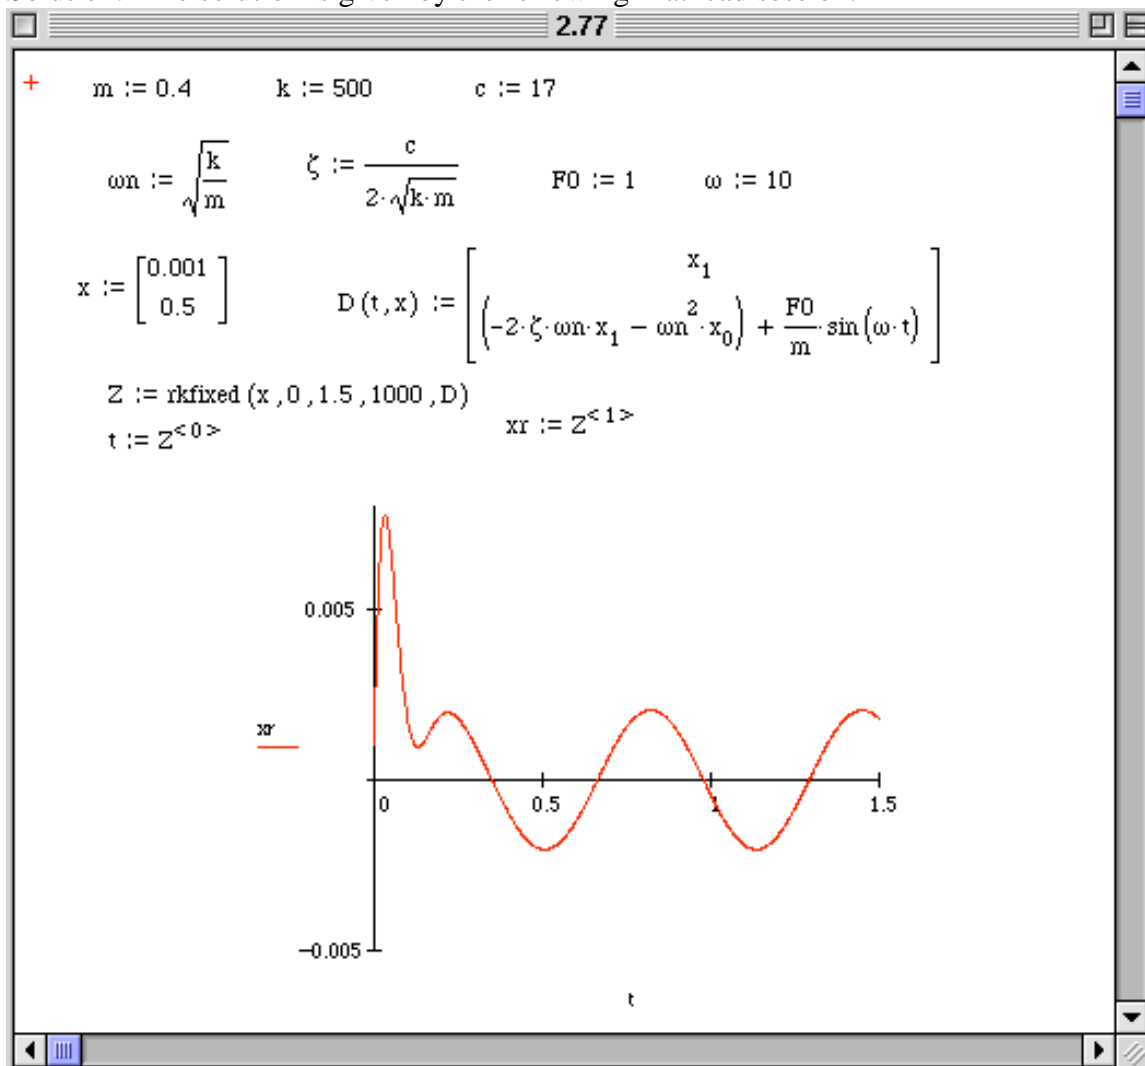 2.77
m := 0.4 k := 500 c := 17
ωn := √(k/m) ζ := c/(2·√(k·m)) F0 := 1 ω := 10
x := [0.001 0.5] D(t,x) := [x₁ (-2·ζ·ωn·x₁ − ωn²·x₀) + F0/m·sin(ω·t)]
Z := rkfixed(x,0,1.5,1000,D)
t := Z^<0> xr := Z^<1>
0.005
xr
0 0.5 1 1.5
−0.005
t